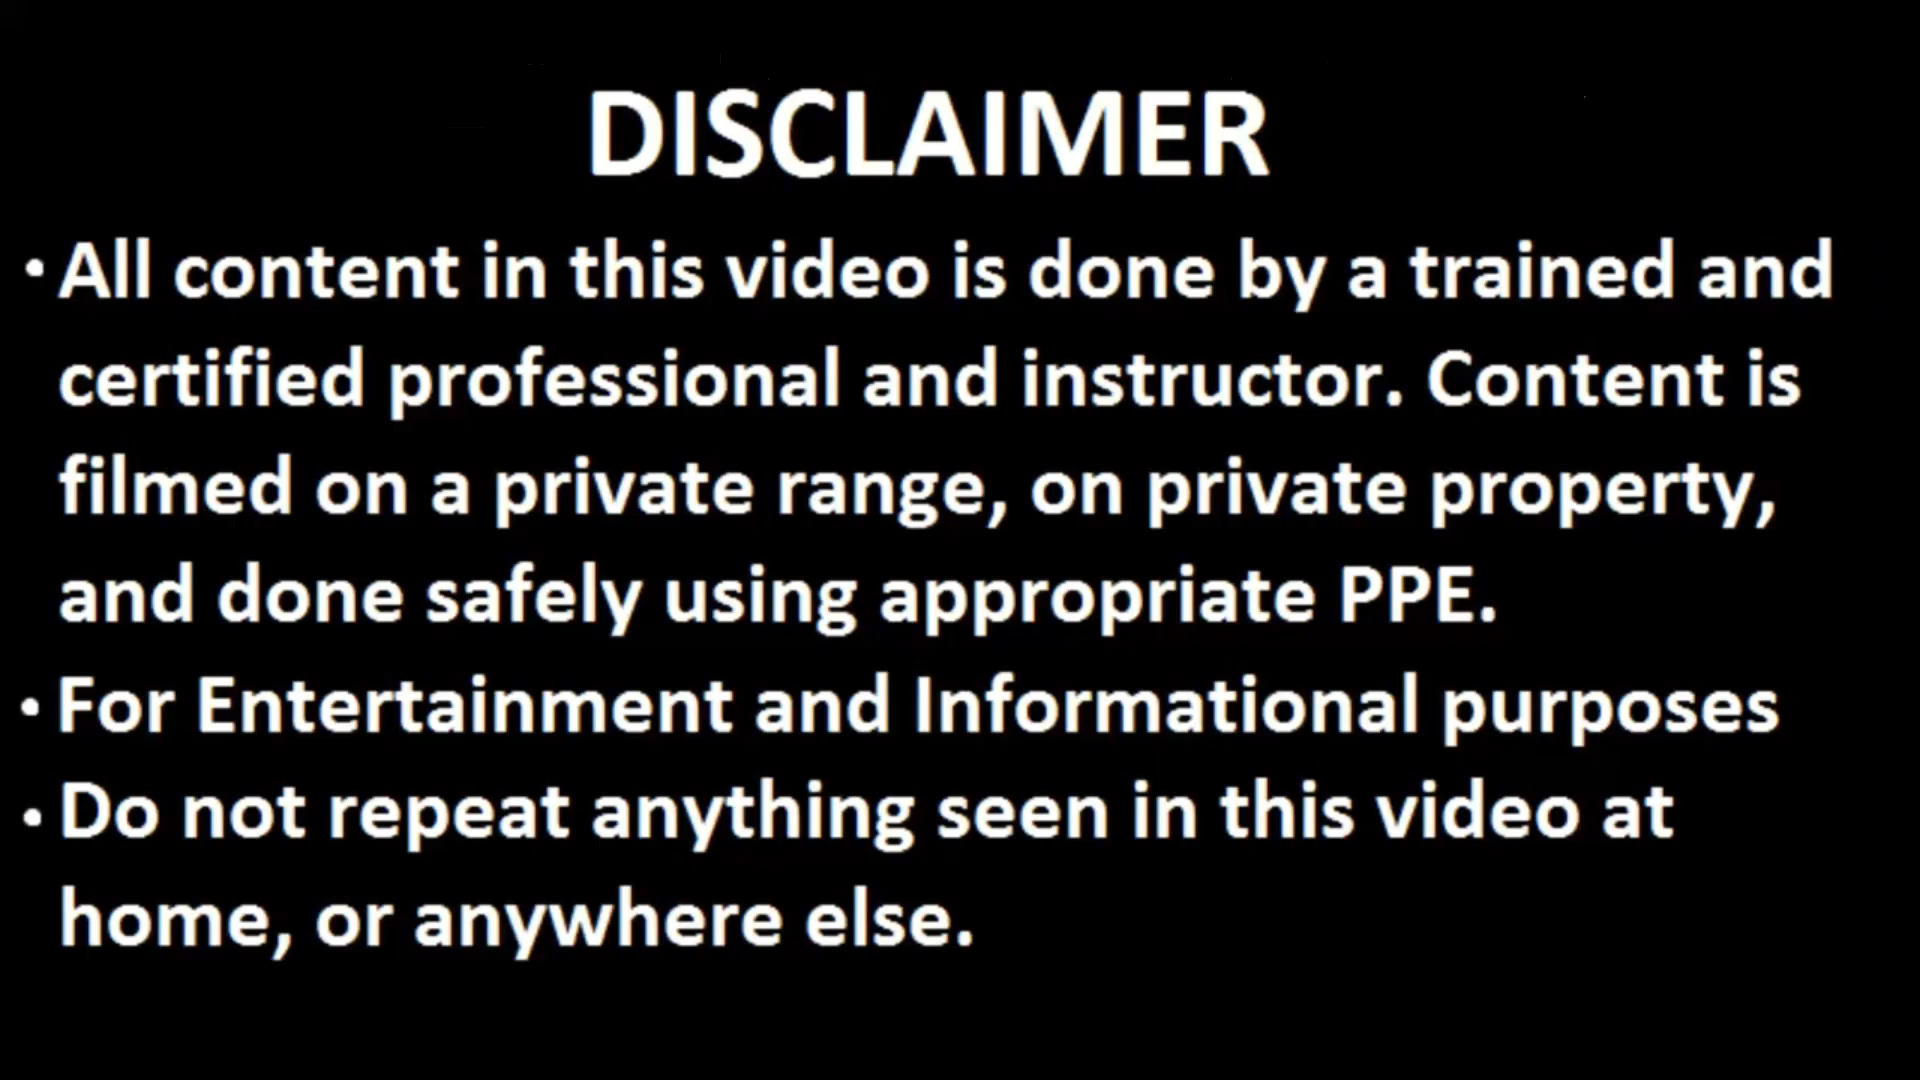 DISCLAIMER
• All content in this video is done by a trained and
certified professional and instructor. Content is
filmed on a private range, on private property,
and done safely using appropriate PPE.
• For Entertainment and Informational purposes
• Do not repeat anything seen in this video at
home, or anywhere else.